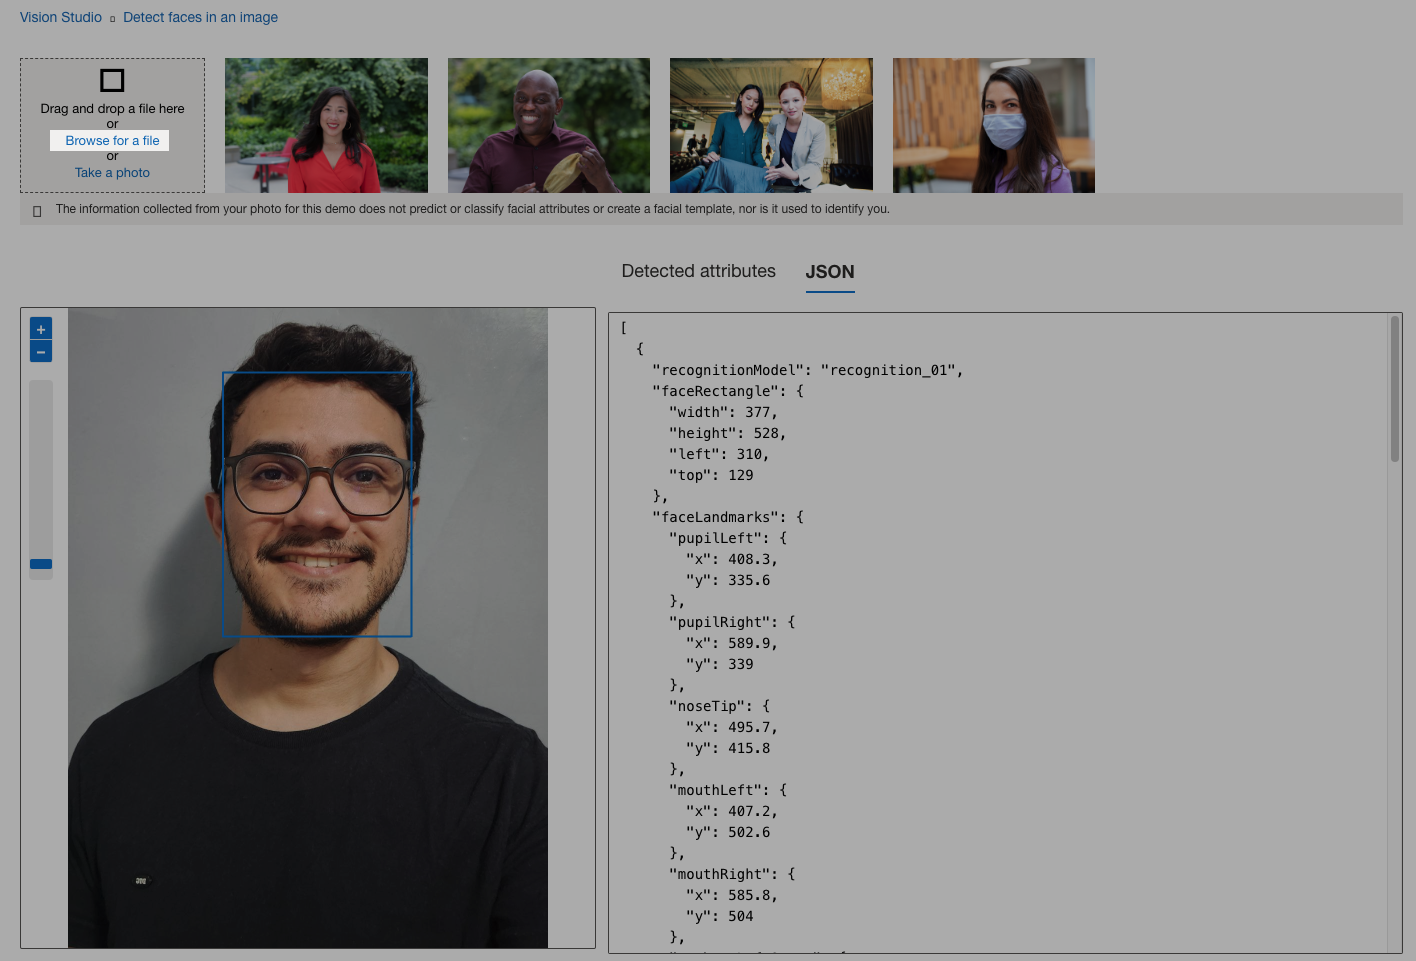 Vision Studio Detect faces in an image
Drag and drop a file here
or
Browse for a file
or
Take a photo
The information collected from your photo for this demo does not predict or classify facial attributes or create a facial template, nor is it used to identify you.
Detected attributes JSON
+
−
[
{
"recognitionModel": "recognition_01",
"faceRectangle": {
"width": 377,
"height": 528,
"left": 310,
"top": 129
},
"faceLandmarks": {
"pupilLeft": {
"x": 408.3,
"y": 335.6
},
"pupilRight": {
"x": 589.9,
"y": 339
},
"noseTip": {
"x": 495.7,
"y": 415.8
},
"mouthLeft": {
"x": 407.2,
"y": 502.6
},
"mouthRight": {
"x": 585.8,
"y": 504
},